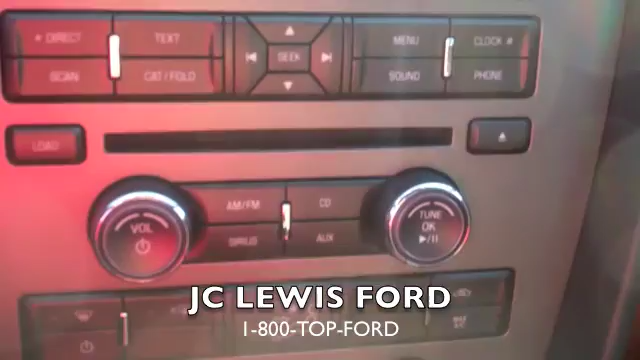 # DIRECT TEXT SEEK MENU CLOCK #
SCAN CAT/FOLD SOUND PHONE
LOAD
VOL AM/FM CD TUNE
OK
SIRIUS AUX
JC LEWIS FORD
1-800-TOP-FORD
MAX
A/C